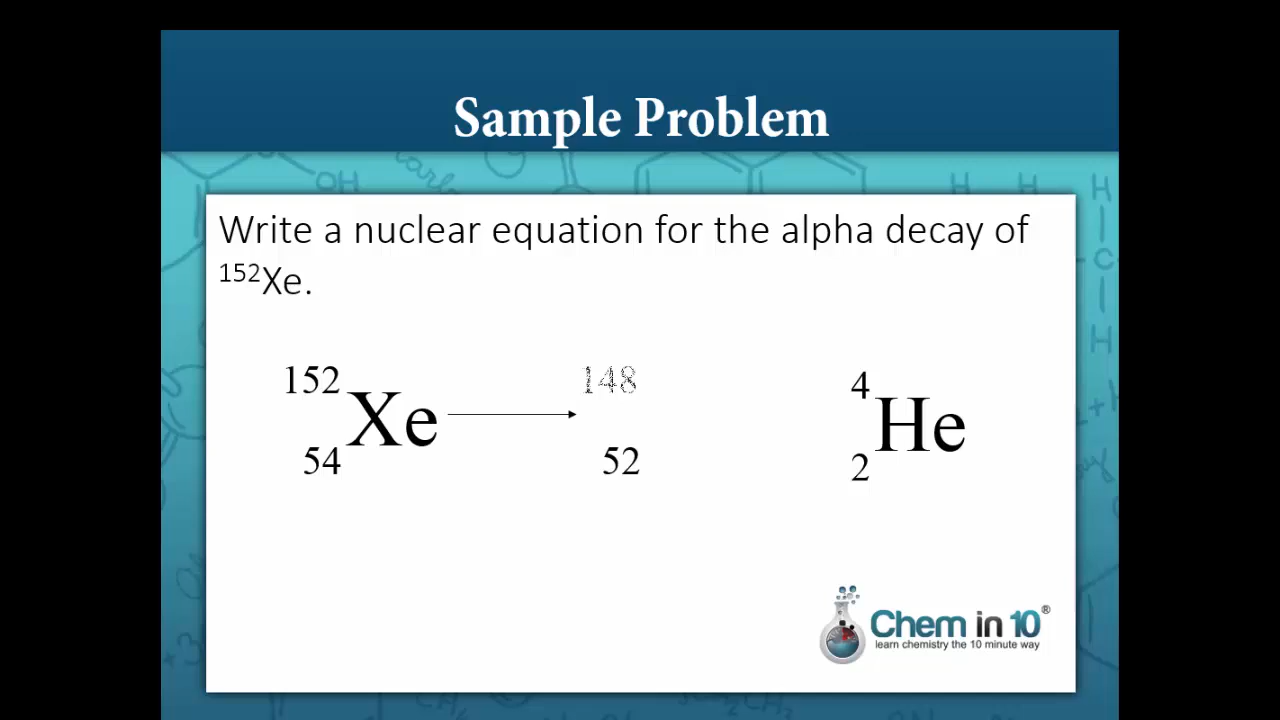 Sample Problem
Write a nuclear equation for the alpha decay of
¹⁵²Xe.
152
54
Xe
148
52
4
2
He
Chem in 10®
learn chemistry the 10 minute way
OH
H
H
H
C
H